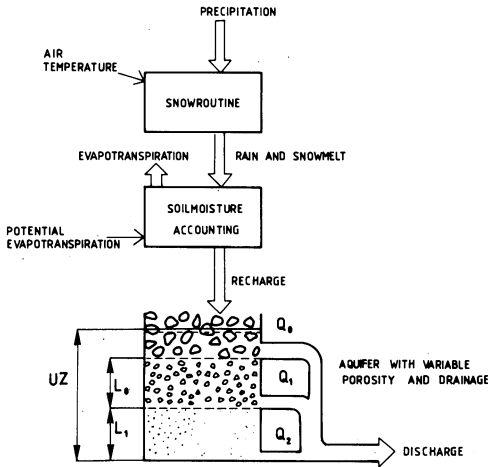 PRECIPITATION
AIR
TEMPERATURE
SNOWROUTINE
EVAPOTRANSPIRATION
RAIN AND SNOWMELT
SOILMOISTURE
ACCOUNTING
POTENTIAL
EVAPOTRANSPIRATION
RECHARGE
Q₀
UZ
L₀
Q₁
AQUIFER WITH VARIABLE
POROSITY AND DRAINAGE
L₁
Q₂
DISCHARGE